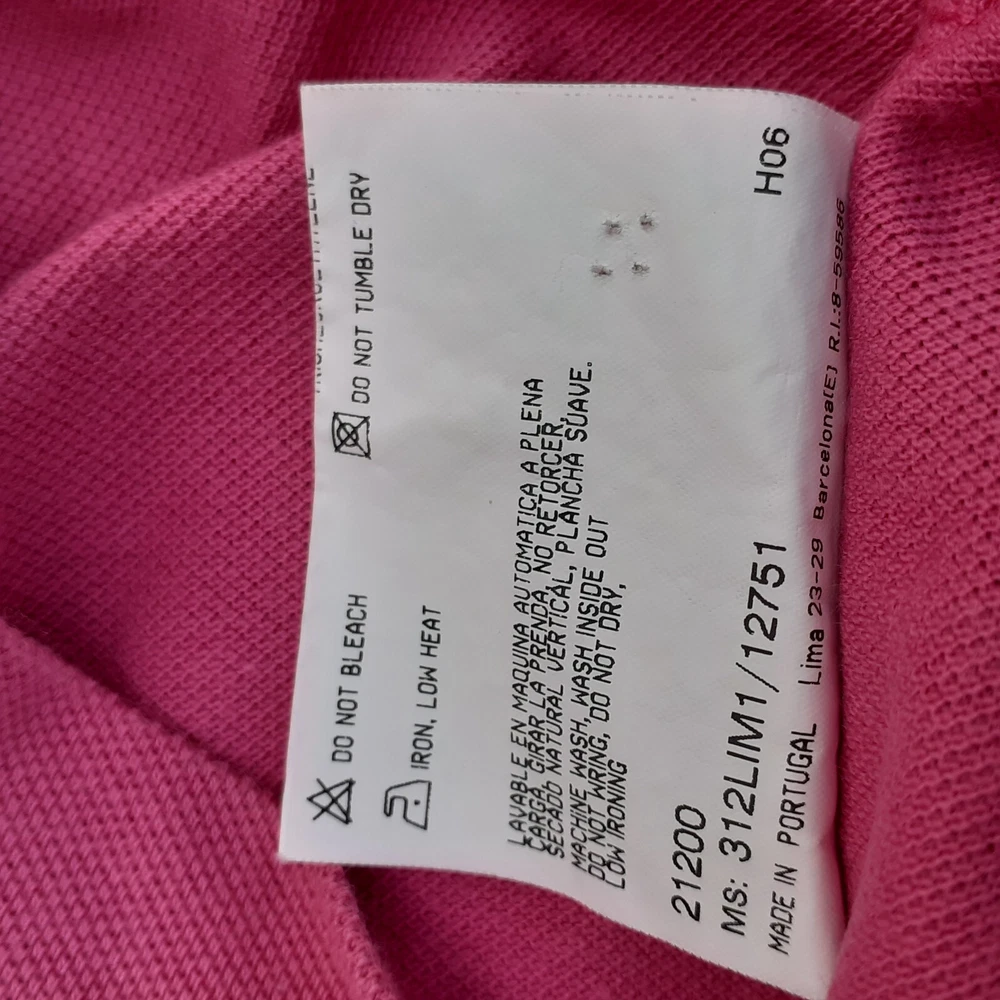 DO NOT BLEACH
DO NOT TUMBLE DRY
IRON, LOW HEAT
LAVABLE EN MAQUINA AUTOMATICA A PLENA
CARGA, GIRAR LA PRENDA, NO RETORCER,
SECADO NATURAL VERTICAL, PLANCHA SUAVE.
MACHINE WASH, WASH INSIDE OUT
DO NOT WRING, DO NOT DRY,
LOW IRONING
21200
MS: 312LIM1/12751
H06
MADE IN PORTUGAL Lima 23-29 Barcelona(E) R.I.:8-59586